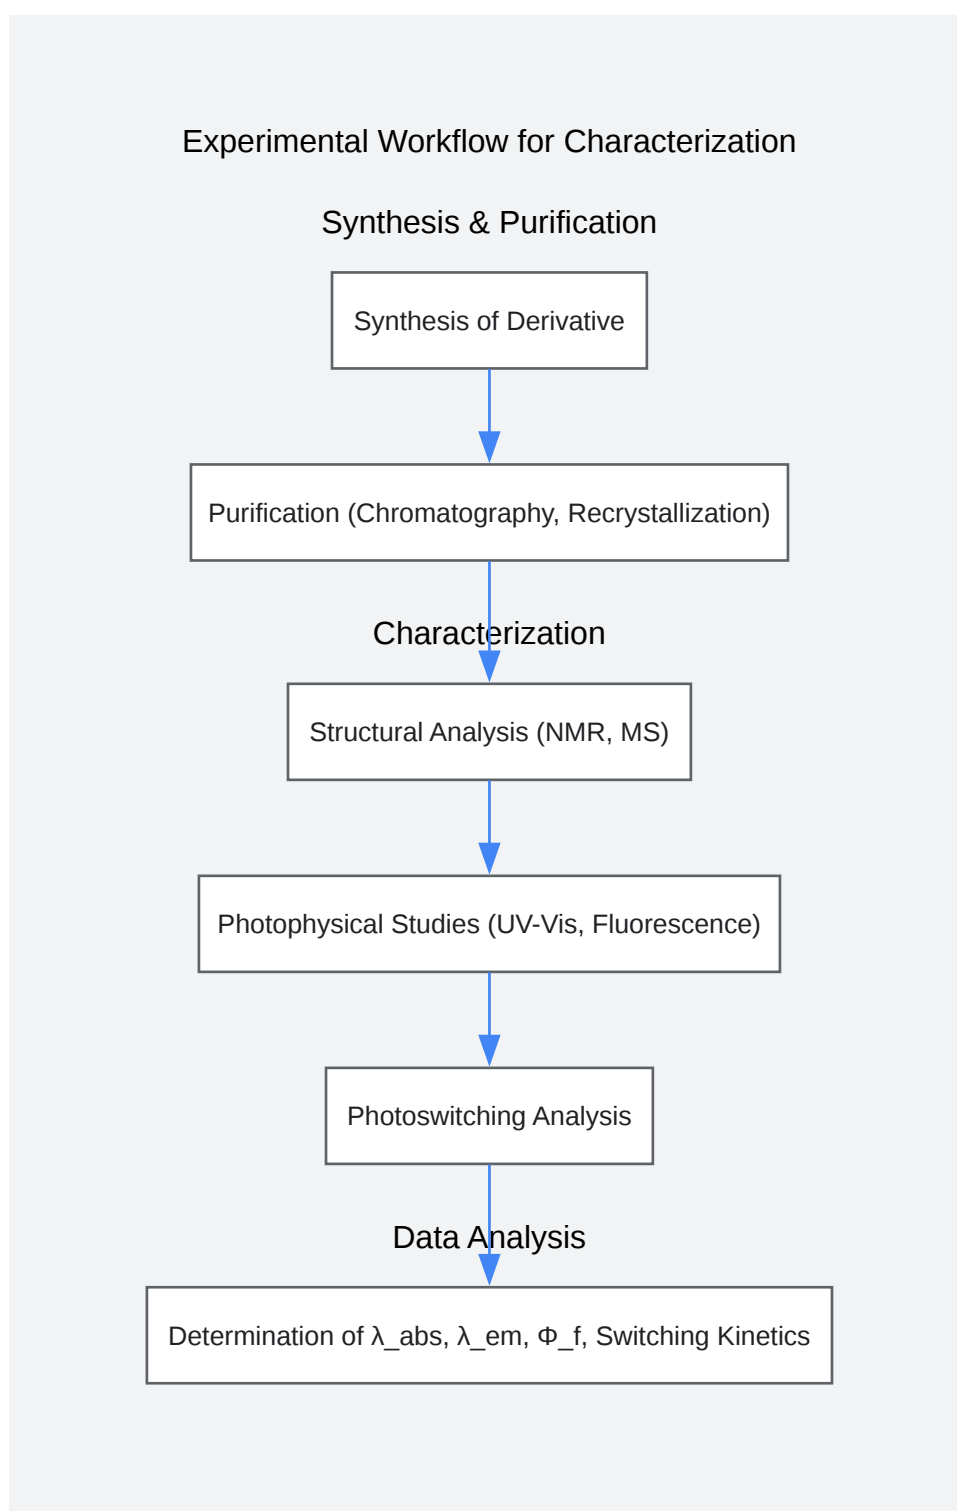 Experimental Workflow for Characterization
Synthesis & Purification
Synthesis of Derivative
Purification (Chromatography, Recrystallization)
Characterization
Structural Analysis (NMR, MS)
Photophysical Studies (UV-Vis, Fluorescence)
Photoswitching Analysis
Data Analysis
Determination of λ_abs, λ_em, Φ_f, Switching Kinetics